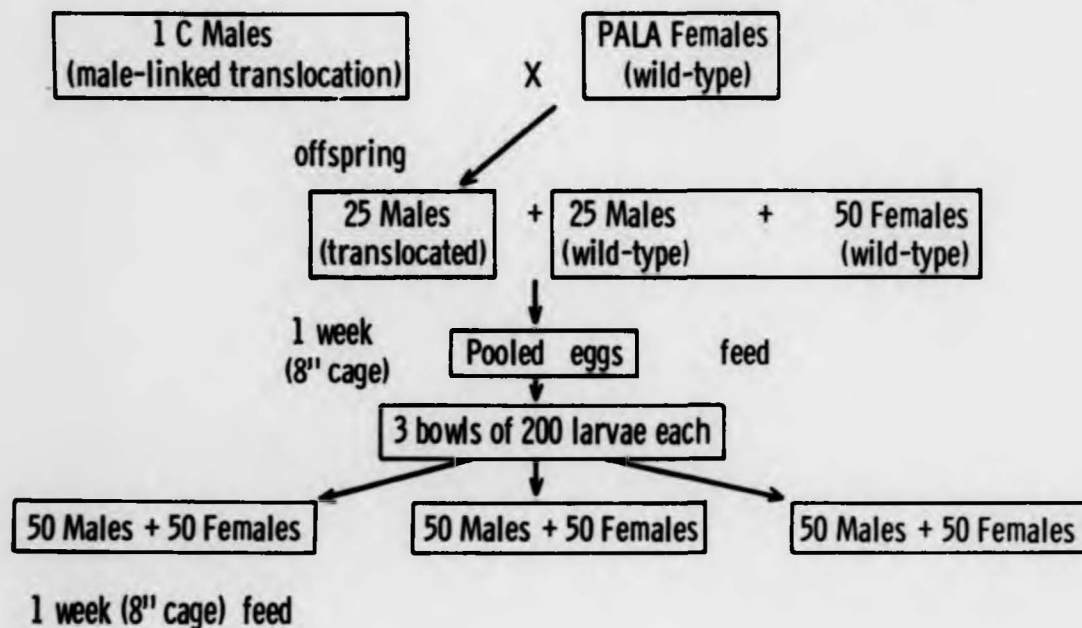 1 C Males
(male-linked translocation)
X
PALA Females
(wild-type)
offspring
25 Males
(translocated)
+
25 Males
(wild-type)
+
50 Females
(wild-type)
1 week
(8" cage)
Pooled eggs
feed
3 bowls of 200 larvae each
50 Males + 50 Females
50 Males + 50 Females
50 Males + 50 Females
1 week (8" cage) feed